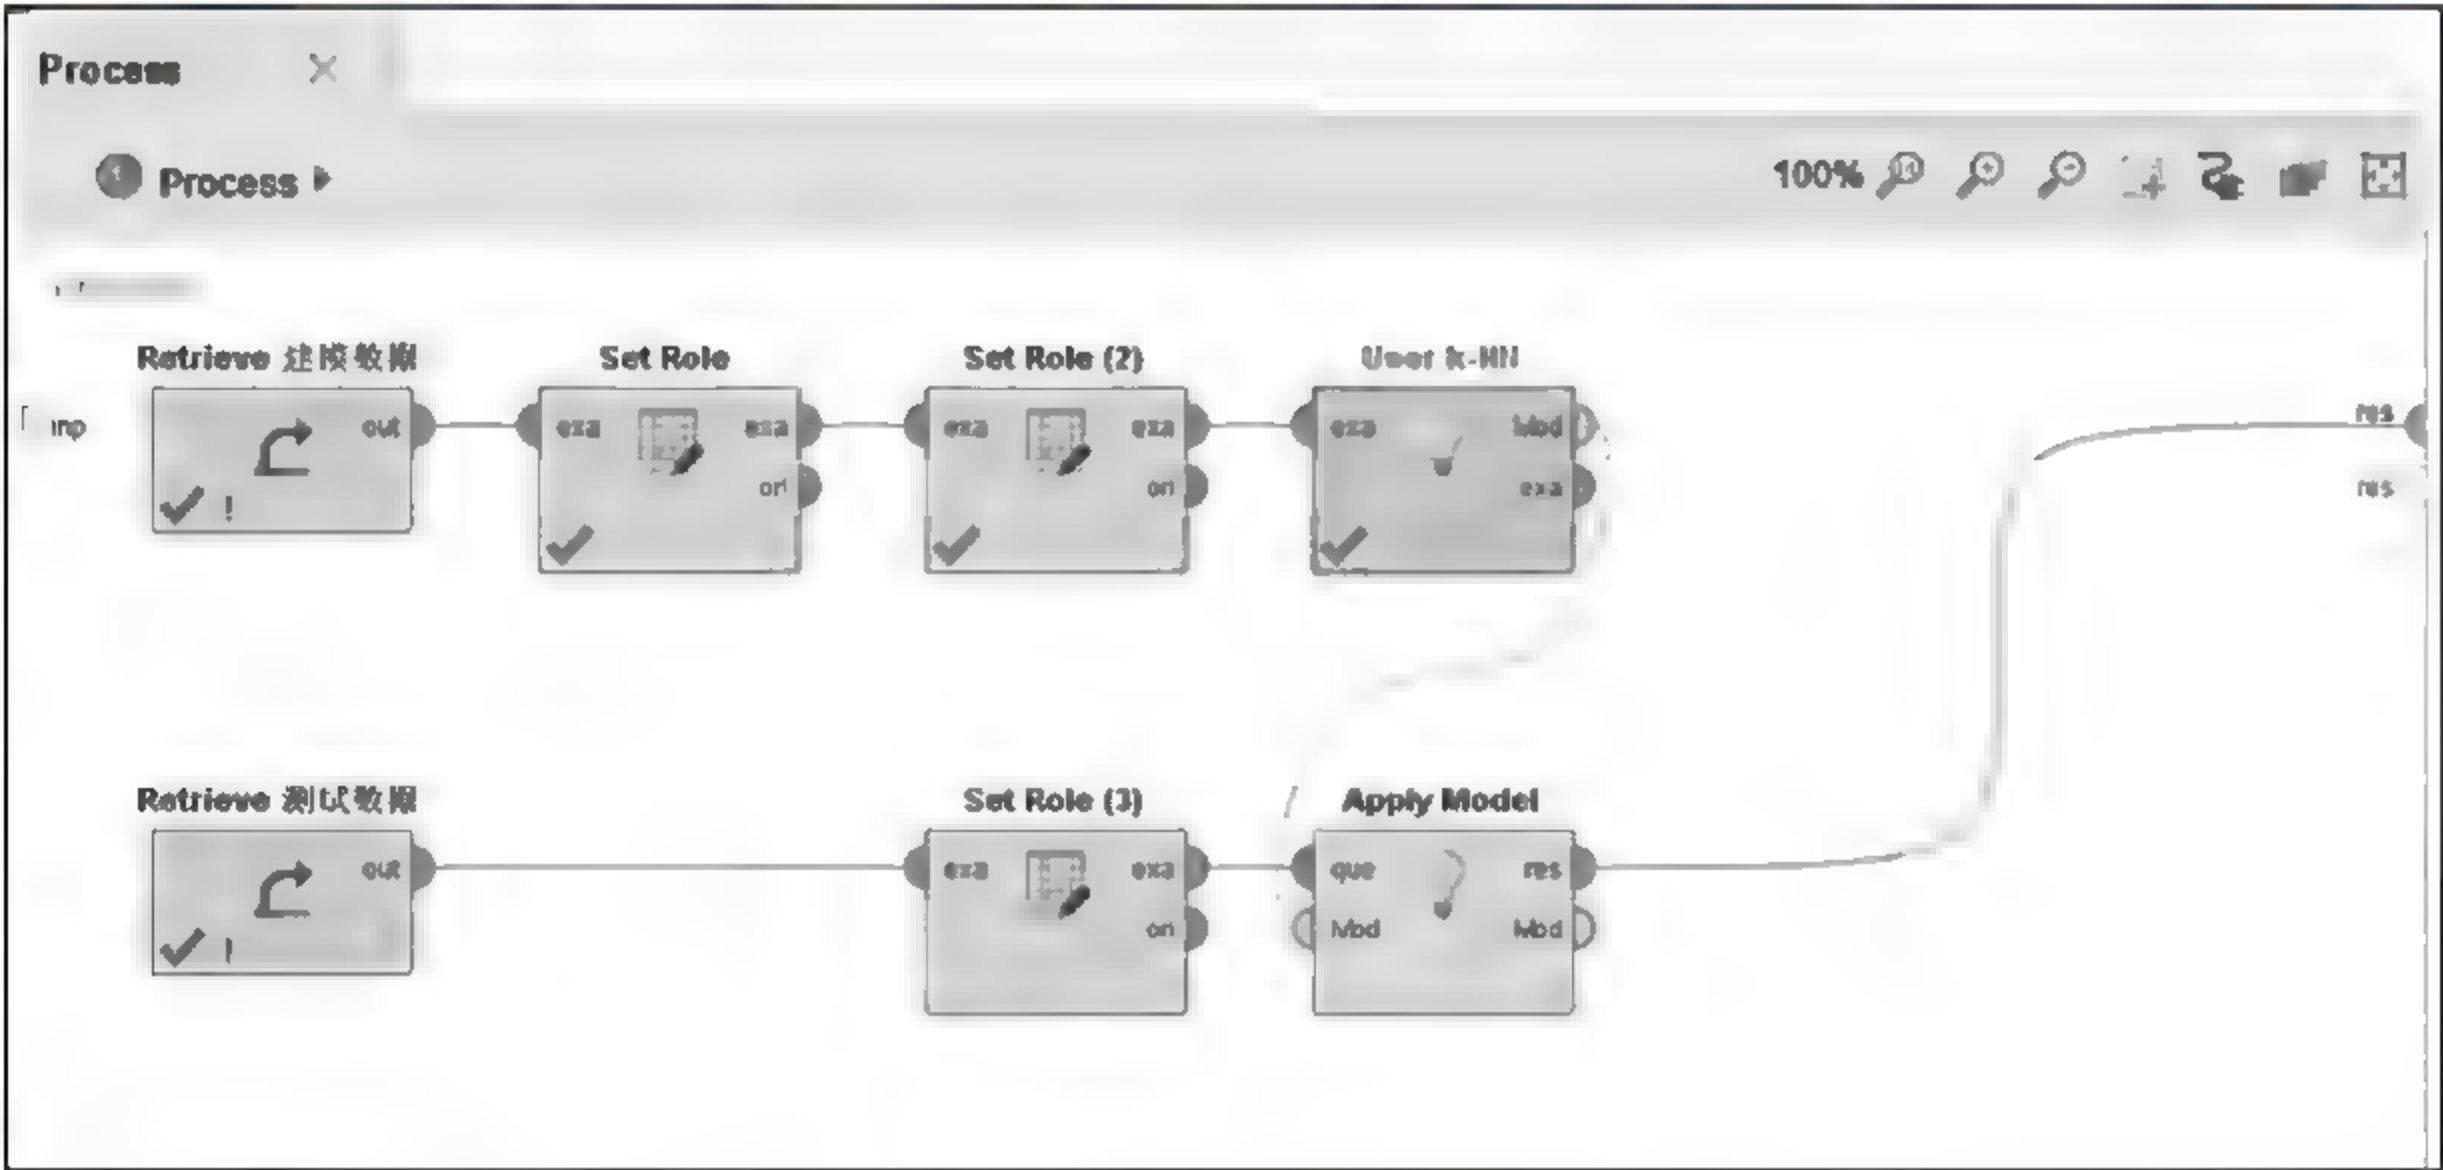 Process
Process
100%
Retrieve 建模数据
Set Role
Set Role (2)
User k-NN
inp
out
exa
exa
exa
exa
exa
Mod
res
ori
ori
exa
res
Retrieve 测试数据
Set Role (3)
Apply Model
out
exa
exa
que
res
ori
Mod
Mod